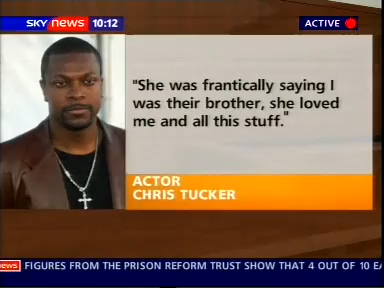 sky news 10:12
ACTIVE
"She was frantically saying I
was their brother, she loved
me and all this stuff."
ACTOR
CHRIS TUCKER
news FIGURES FROM THE PRISON REFORM TRUST SHOW THAT 4 OUT OF 10